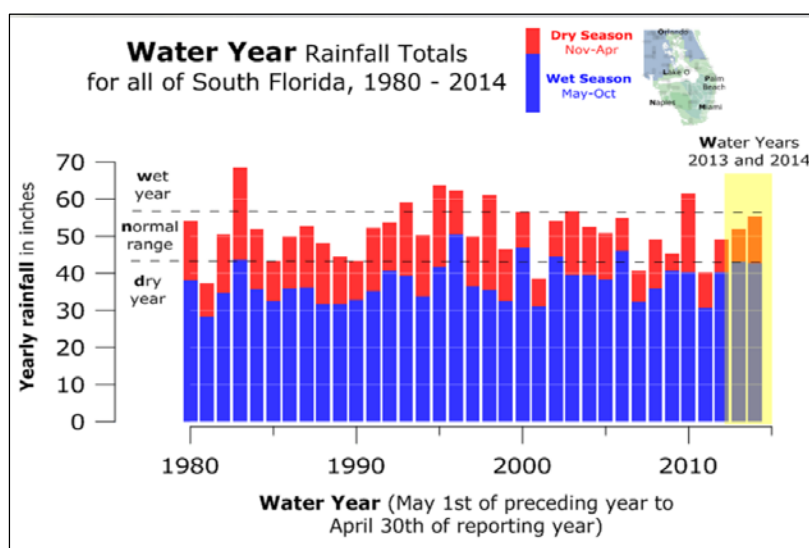 Water Year Rainfall Totals
for all of South Florida, 1980 - 2014
Dry Season
Nov-Apr
Wet Season
May-Oct
Orlando
Lake O
Palm
Beach
Naples
Miami
Water Years
2013 and 2014
Yearly rainfall in inches
70
60
50
40
30
20
10
0
wet
year
normal
range
dry
year
1980
1990
2000
2010
Water Year (May 1st of preceding year to
April 30th of reporting year)